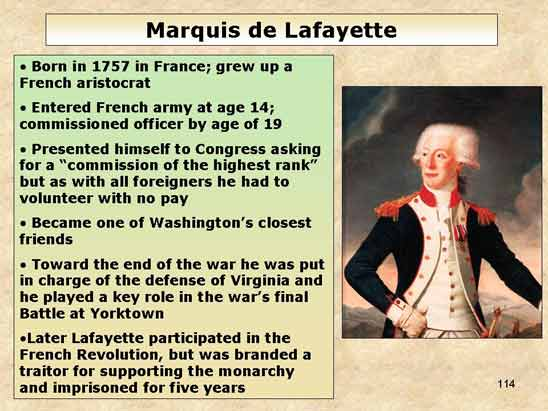 Marquis de Lafayette
• Born in 1757 in France; grew up a
French aristocrat
• Entered French army at age 14;
commissioned officer by age of 19
• Presented himself to Congress asking
for a “commission of the highest rank”
but as with all foreigners he had to
volunteer with no pay
• Became one of Washington’s closest
friends
• Toward the end of the war he was put
in charge of the defense of Virginia and
he played a key role in the war’s final
Battle at Yorktown
•Later Lafayette participated in the
French Revolution, but was branded a
traitor for supporting the monarchy
and imprisoned for five years
114